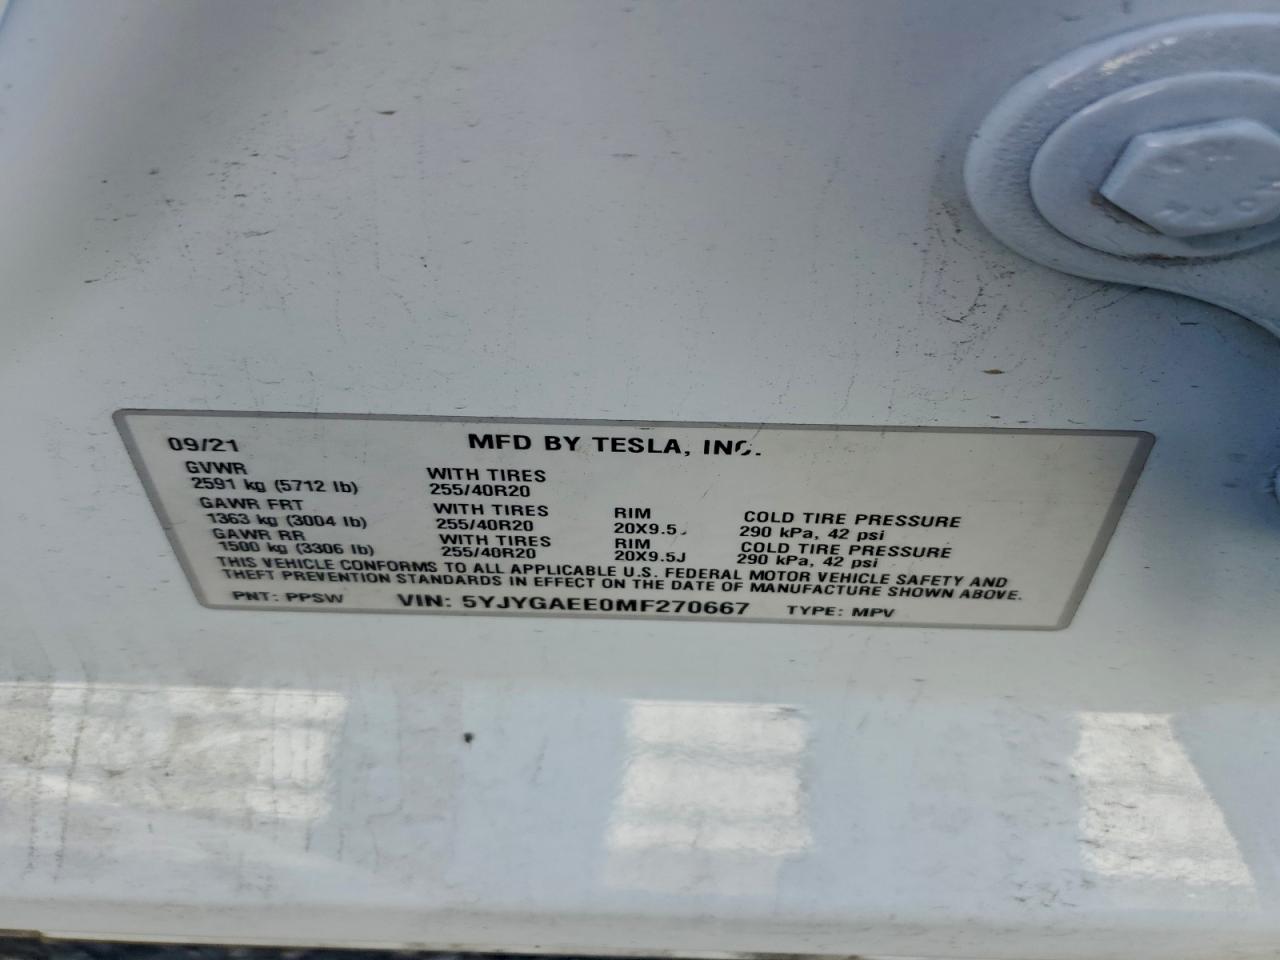 09/21 MFD BY TESLA, INC.
GVWR
2591 kg (5712 lb) WITH TIRES 255/40R20
GAWR FRT
1363 kg (3004 lb) WITH TIRES 255/40R20 RIM 20X9.5J COLD TIRE PRESSURE 290 kPa, 42 psi
GAWR RR
1500 kg (3306 lb) WITH TIRES 255/40R20 RIM 20X9.5J COLD TIRE PRESSURE 290 kPa, 42 psi
THIS VEHICLE CONFORMS TO ALL APPLICABLE U.S. FEDERAL MOTOR VEHICLE SAFETY AND
THEFT PREVENTION STANDARDS IN EFFECT ON THE DATE OF MANUFACTURE SHOWN ABOVE.
PNT: PPSW VIN: 5YJYGAEE0MF270667 TYPE: MPV